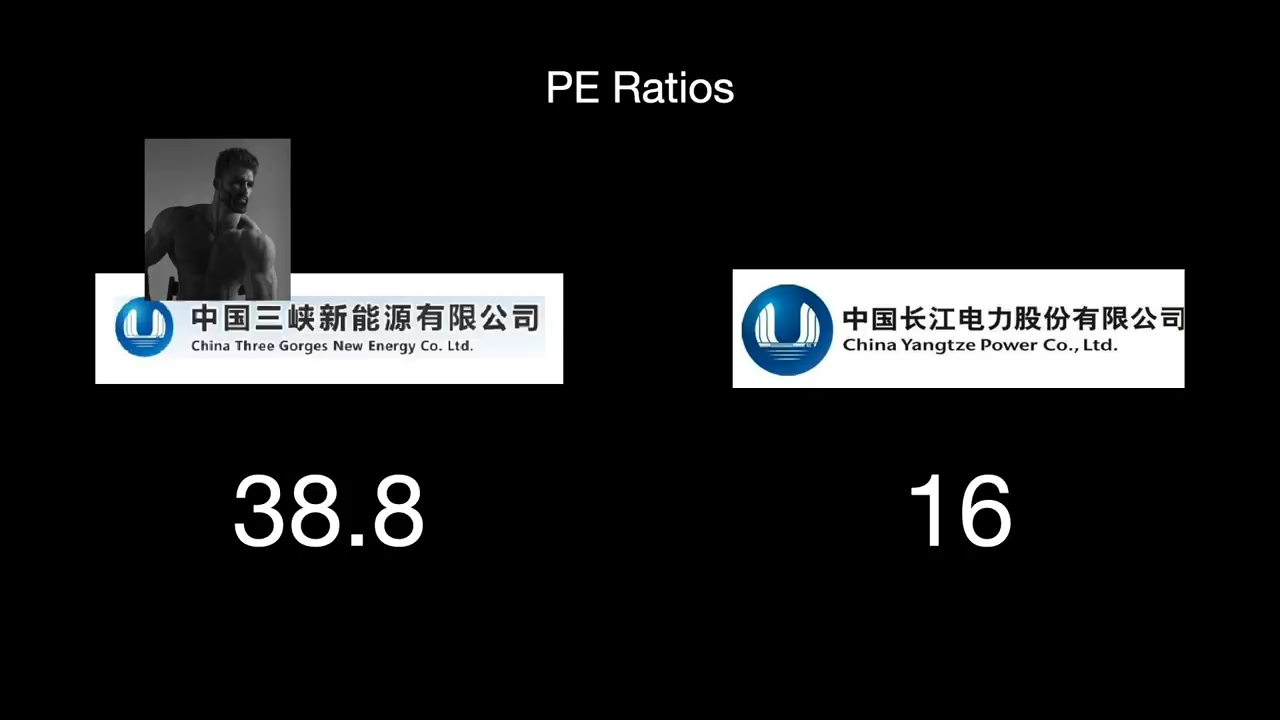 PE Ratios
中国三峡新能源有限公司
China Three Gorges New Energy Co. Ltd.
中国长江电力股份有限公司
China Yangtze Power Co., Ltd.
38.8
16